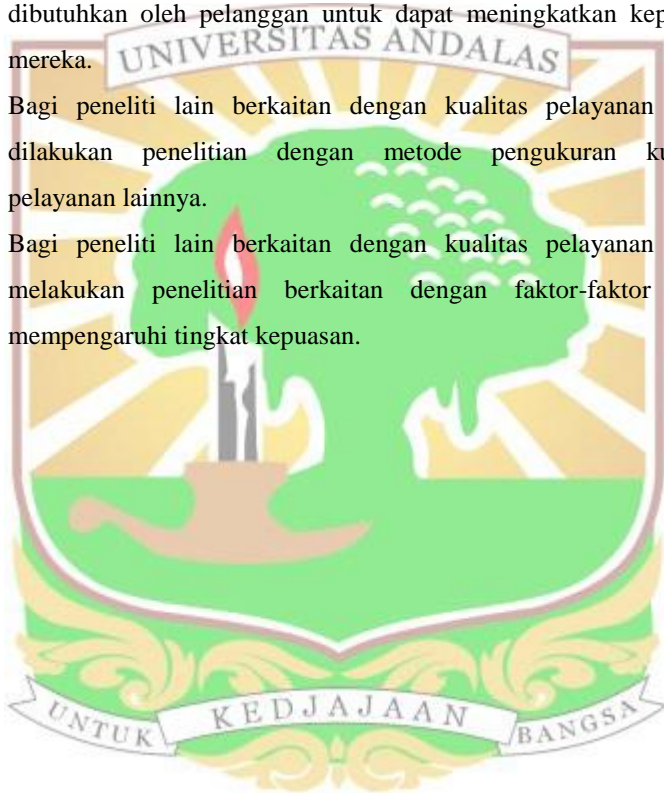 dibutuhkan oleh pelanggan untuk dapat meningkatkan kep
mereka.
UNIVERSITAS ANDALAS
Bagi peneliti lain berkaitan dengan kualitas pelayanan
dilakukan penelitian dengan metode pengukuran ku
pelayanan lainnya.
Bagi peneliti lain berkaitan dengan kualitas pelayanan
melakukan penelitian berkaitan dengan faktor-faktor
mempengaruhi tingkat kepuasan.
UNTUK KEDJAJAAN BANGSA